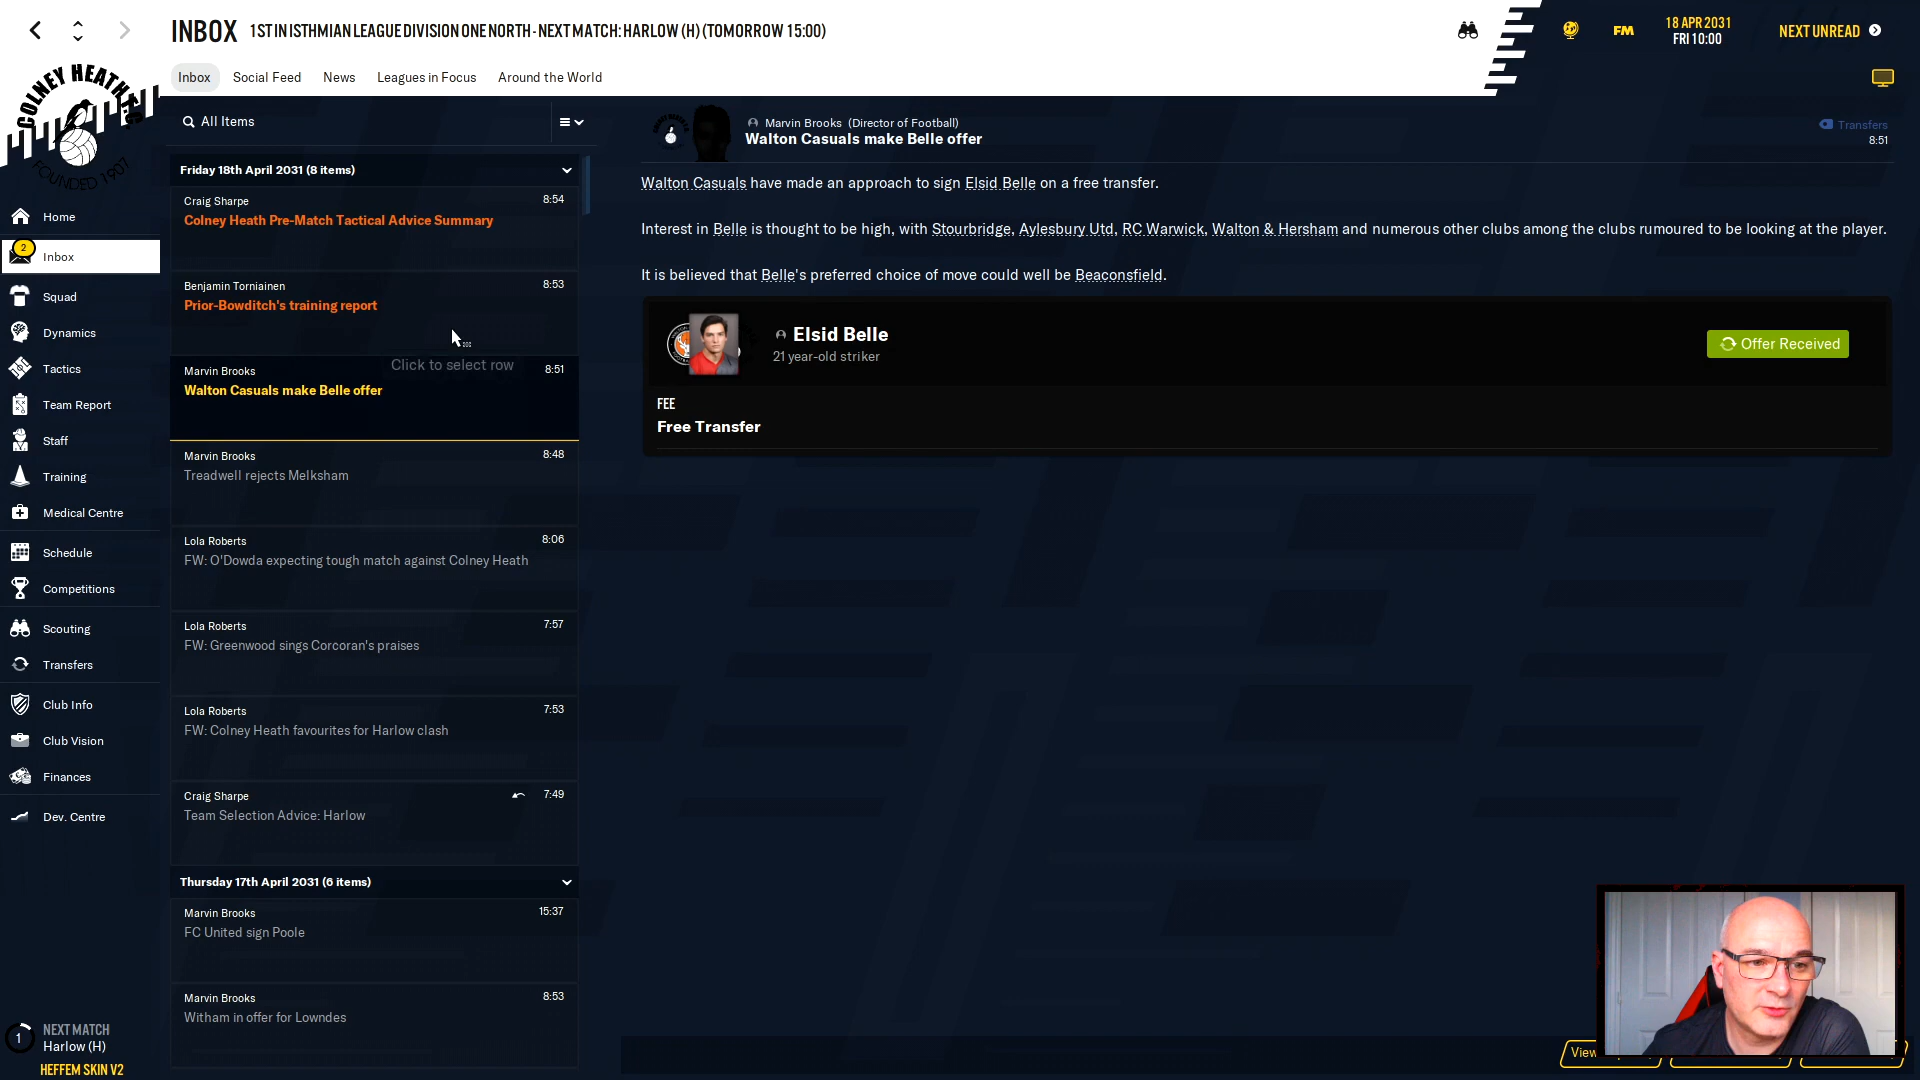 INBOX
1ST IN ISTHMIAN LEAGUE DIVISION ONE NORTH - NEXT MATCH: HARLOW (H) (TOMORROW 15:00)
FM
18 APR 2031
FRI 10:00
NEXT UNREAD
Inbox
Social Feed
News
Leagues in Focus
Around the World
COLNEY HEATH F.C.
FOUNDED 1907
Home
2
Inbox
Squad
Dynamics
Tactics
Team Report
Staff
Training
Medical Centre
Schedule
Competitions
Scouting
Transfers
Club Info
Club Vision
Finances
Dev. Centre
1
NEXT MATCH
Harlow (H)
HEFFEM SKIN V2
All Items
Friday 18th April 2031 (8 items)
Craig Sharpe 8:54
Colney Heath Pre-Match Tactical Advice Summary
Benjamin Torniainen 8:53
Prior-Bowditch's training report
Click to select row
Marvin Brooks 8:51
Walton Casuals make Belle offer
Marvin Brooks 8:48
Treadwell rejects Melksham
Lola Roberts 8:06
FW: O'Dowda expecting tough match against Colney Heath
Lola Roberts 7:57
FW: Greenwood sings Corcoran's praises
Lola Roberts 7:53
FW: Colney Heath favourites for Harlow clash
Craig Sharpe 7:49
Team Selection Advice: Harlow
Thursday 17th April 2031 (6 items)
Marvin Brooks 15:37
FC United sign Poole
Marvin Brooks 8:53
Witham in offer for Lowndes
Marvin Brooks (Director of Football)
Walton Casuals make Belle offer
Transfers
8:51
Walton Casuals have made an approach to sign Elsid Belle on a free transfer.
Interest in Belle is thought to be high, with Stourbridge, Aylesbury Utd, RC Warwick, Walton & Hersham and numerous other clubs among the clubs rumoured to be looking at the player.
It is believed that Belle's preferred choice of move could well be Beaconsfield.
Elsid Belle
21 year-old striker
Offer Received
FEE
Free Transfer
View